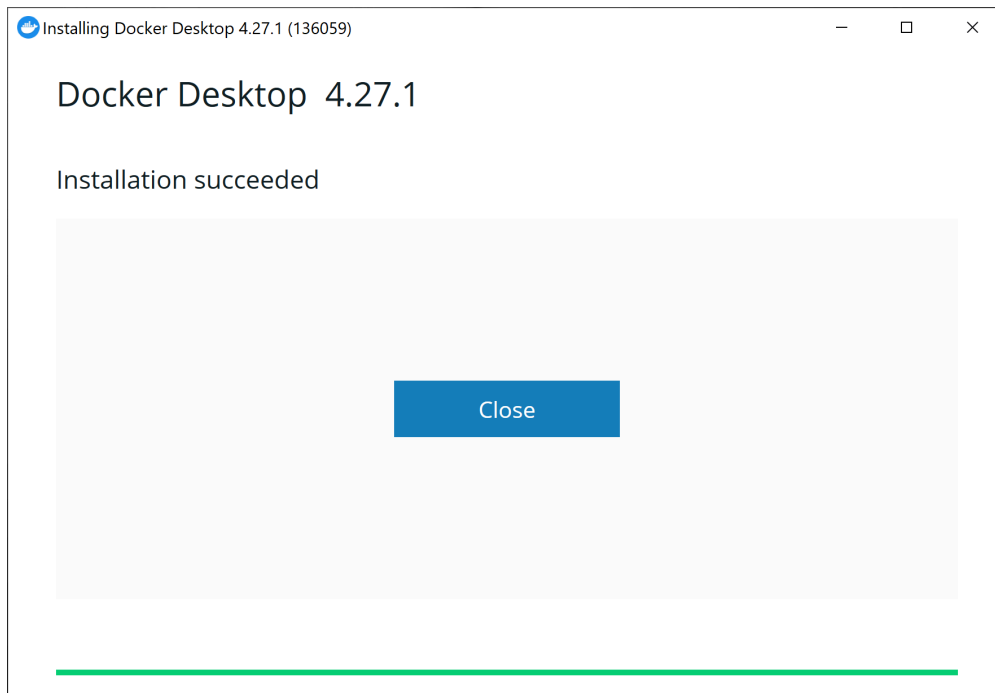 Installing Docker Desktop 4.27.1 (136059)
Docker Desktop 4.27.1
Installation succeeded
Close